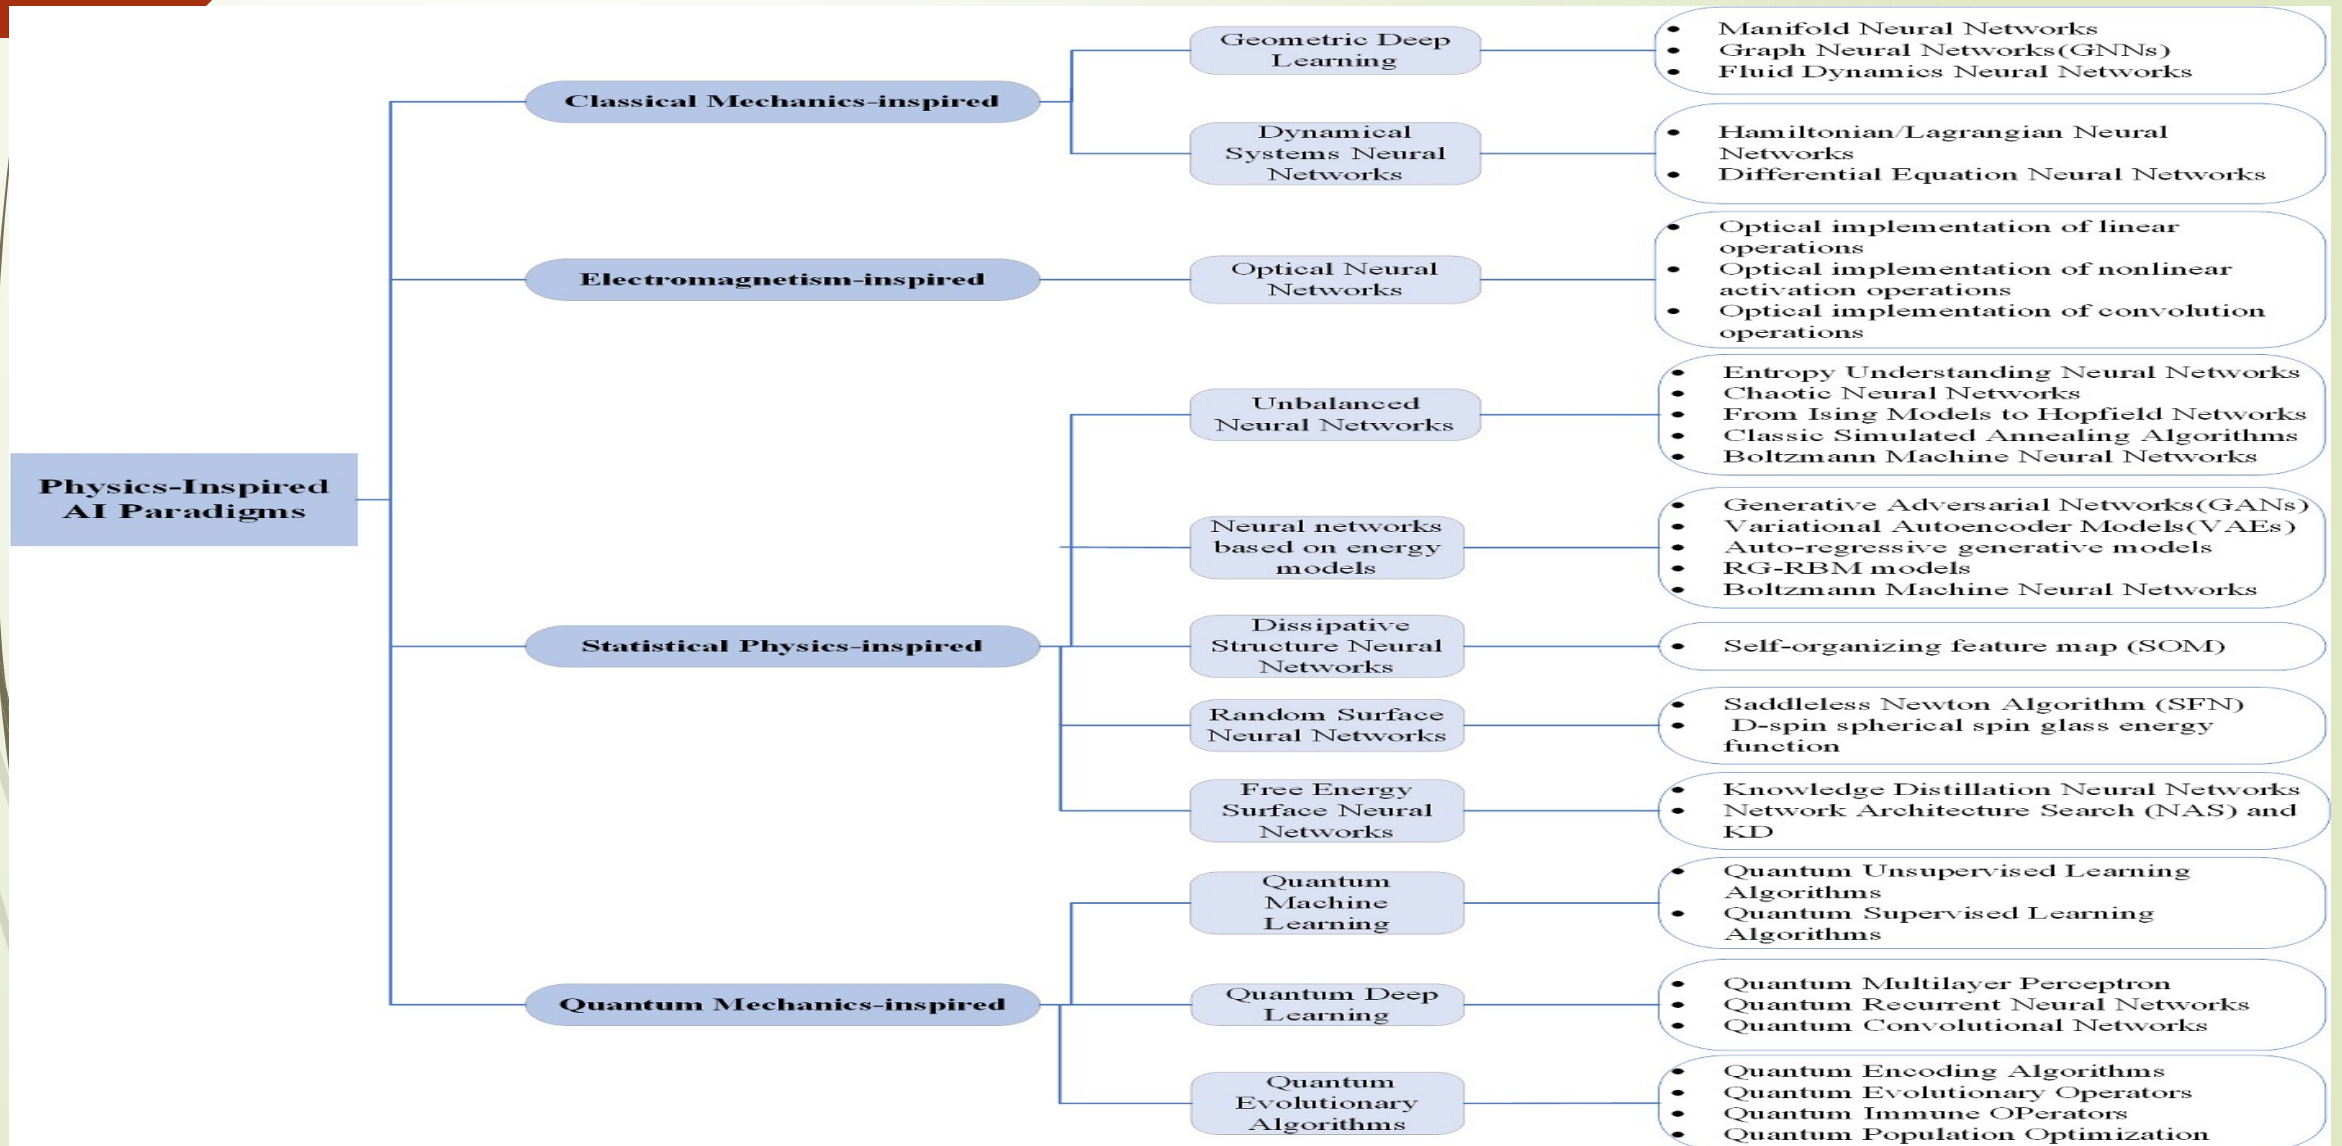 Physics-Inspired
AI Paradigms
Classical Mechanics-inspired
Geometric Deep
Learning
• Manifold Neural Networks
• Graph Neural Networks(GNNs)
• Fluid Dynamics Neural Networks
Dynamical
Systems Neural
Networks
• Hamiltonian/Lagrangian Neural
Networks
• Differential Equation Neural Networks
Electromagnetism-inspired
Optical Neural
Networks
• Optical implementation of linear
operations
• Optical implementation of nonlinear
activation operations
• Optical implementation of convolution
operations
Statistical Physics-inspired
Unbalanced
Neural Networks
• Entropy Understanding Neural Networks
• Chaotic Neural Networks
• From Ising Models to Hopfield Networks
• Classic Simulated Annealing Algorithms
• Boltzmann Machine Neural Networks
Neural networks
based on energy
models
• Generative Adversarial Networks(GANs)
• Variational Autoencoder Models(VAEs)
• Auto-regressive generative models
• RG-RBM models
• Boltzmann Machine Neural Networks
Dissipative
Structure Neural
Networks
• Self-organizing feature map (SOM)
Random Surface
Neural Networks
• Saddleless Newton Algorithm (SFN)
• D-spin spherical spin glass energy
function
Free Energy
Surface Neural
Networks
• Knowledge Distillation Neural Networks
• Network Architecture Search (NAS) and
KD
Quantum Mechanics-inspired
Quantum
Machine
Learning
• Quantum Unsupervised Learning
Algorithms
• Quantum Supervised Learning
Algorithms
Quantum Deep
Learning
• Quantum Multilayer Perceptron
• Quantum Recurrent Neural Networks
• Quantum Convolutional Networks
Quantum
Evolutionary
Algorithms
• Quantum Encoding Algorithms
• Quantum Evolutionary Operators
• Quantum Immune OPerators
• Quantum Population Optimization